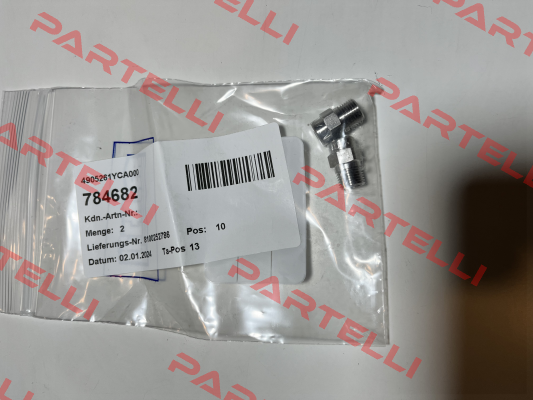 PARTELLI
PARTELLI
4905261YCA000
784682
Kdn.-Artn-Nr.:
Menge: 2
Lieferungs-Nr. 8100252786
Datum: 02.01.2024
Pos: 10
Ts-Pos 13
PARTELLI
PARTELLI
PARTELLI